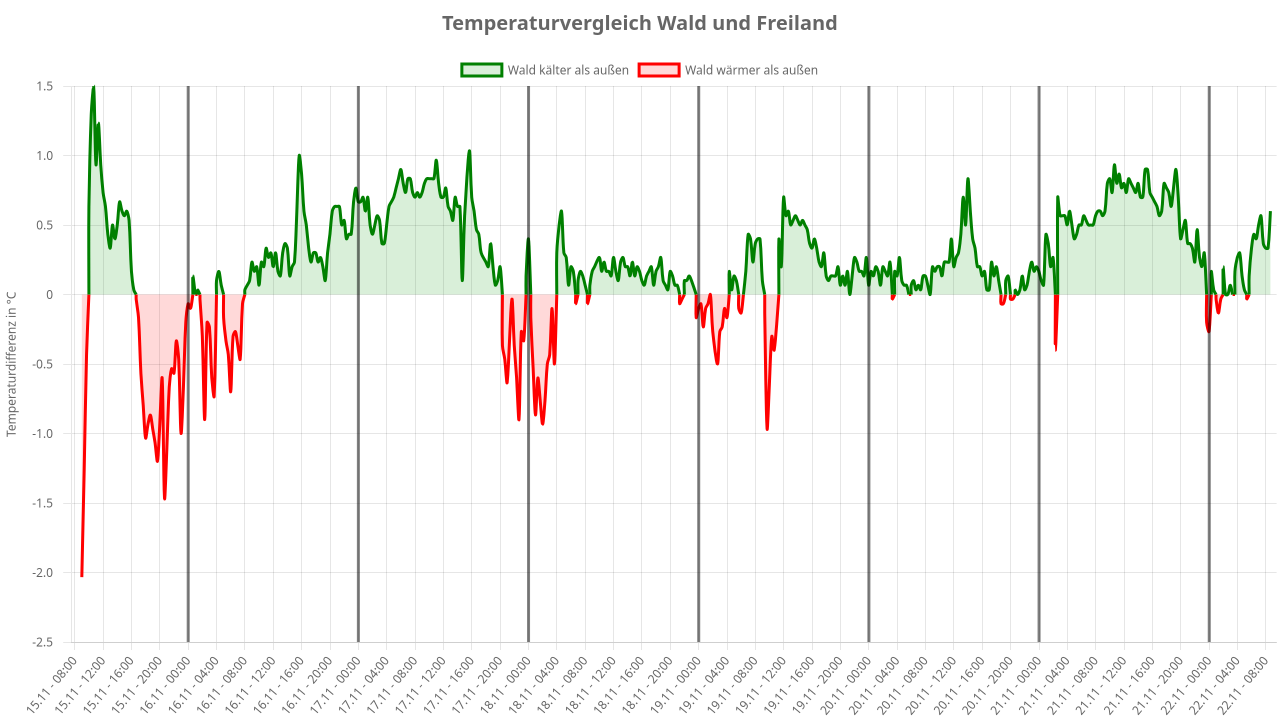 Temperaturvergleich Wald und Freiland
Wald kälter als außen
Wald wärmer als außen
Temperaturdifferenz in °C
1.5
1.0
0.5
0
-0.5
-1.0
-1.5
-2.0
-2.5
15.11 - 08:00
15.11 - 12:00
15.11 - 16:00
15.11 - 20:00
16.11 - 00:00
16.11 - 04:00
16.11 - 08:00
16.11 - 12:00
16.11 - 16:00
16.11 - 20:00
17.11 - 00:00
17.11 - 04:00
17.11 - 08:00
17.11 - 12:00
17.11 - 16:00
17.11 - 20:00
18.11 - 00:00
18.11 - 04:00
18.11 - 08:00
18.11 - 12:00
18.11 - 16:00
18.11 - 20:00
19.11 - 00:00
19.11 - 04:00
19.11 - 08:00
19.11 - 12:00
19.11 - 16:00
19.11 - 20:00
20.11 - 00:00
20.11 - 04:00
20.11 - 08:00
20.11 - 12:00
20.11 - 16:00
20.11 - 20:00
21.11 - 00:00
21.11 - 04:00
21.11 - 08:00
21.11 - 12:00
21.11 - 16:00
21.11 - 20:00
22.11 - 00:00
22.11 - 04:00
22.11 - 08:00